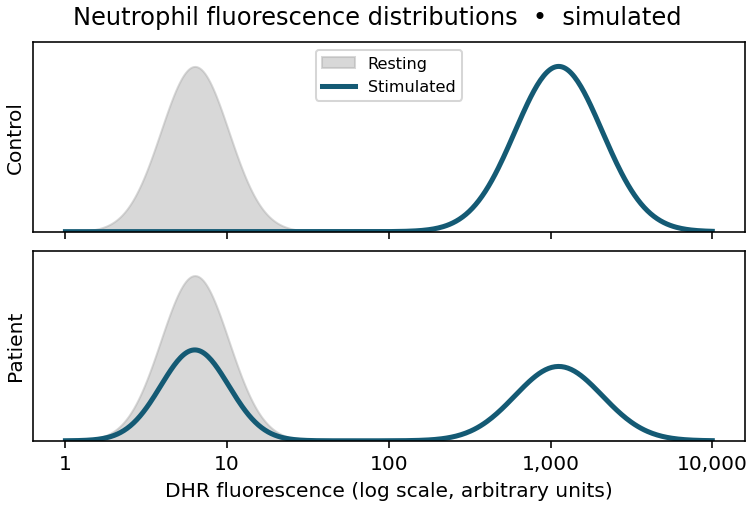 Neutrophil fluorescence distributions • simulated
Control
Resting
Stimulated
Patient
1 10 100 1,000 10,000
DHR fluorescence (log scale, arbitrary units)